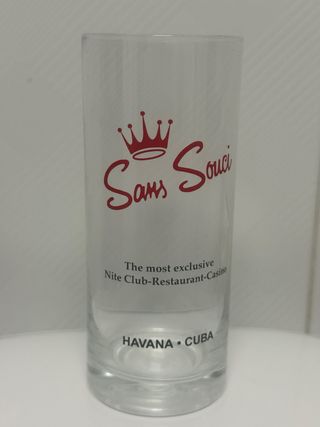 Sans Souci
The most exclusive
Nite Club-Restaurant-Casino
HAVANA • CUBA